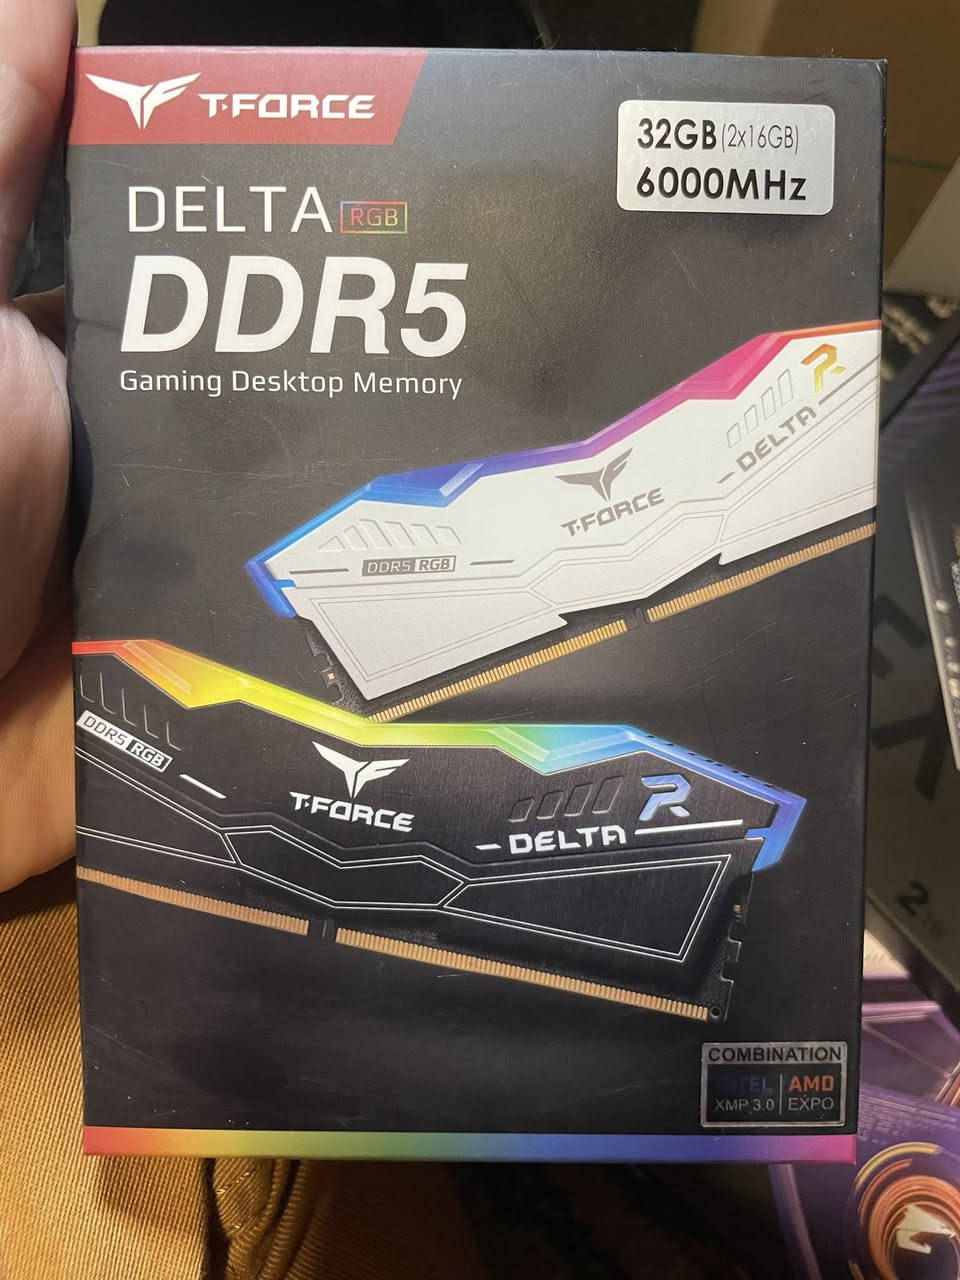 T-FORCE
32GB (2x16GB)
6000MHz
DELTA RGB
DDR5
Gaming Desktop Memory
R
DELTA
T-FORCE
DDR5 RGB
DDR5 RGB
T-FORCE
R
DELTA
2TB
COMBINATION
INTEL | AMD
XMP 3.0 | EXPO